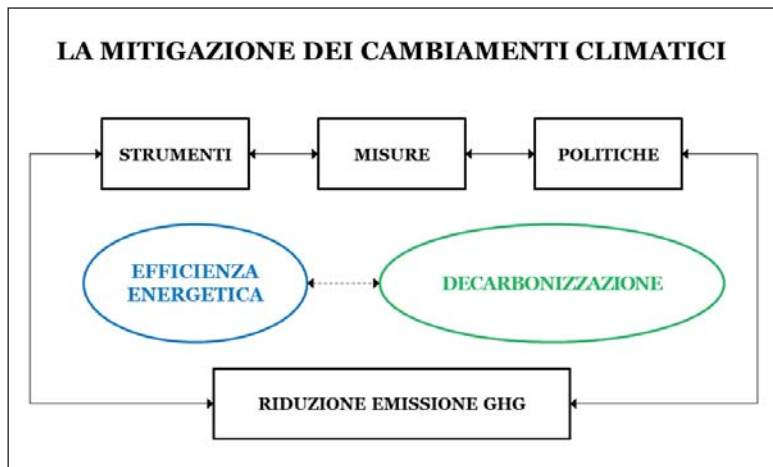 LA MITIGAZIONE DEI CAMBIAMENTI CLIMATICI
STRUMENTI
MISURE
POLITICHE
EFFICIENZA
ENERGETICA
DECARBONIZZAZIONE
RIDUZIONE EMISSIONE GHG